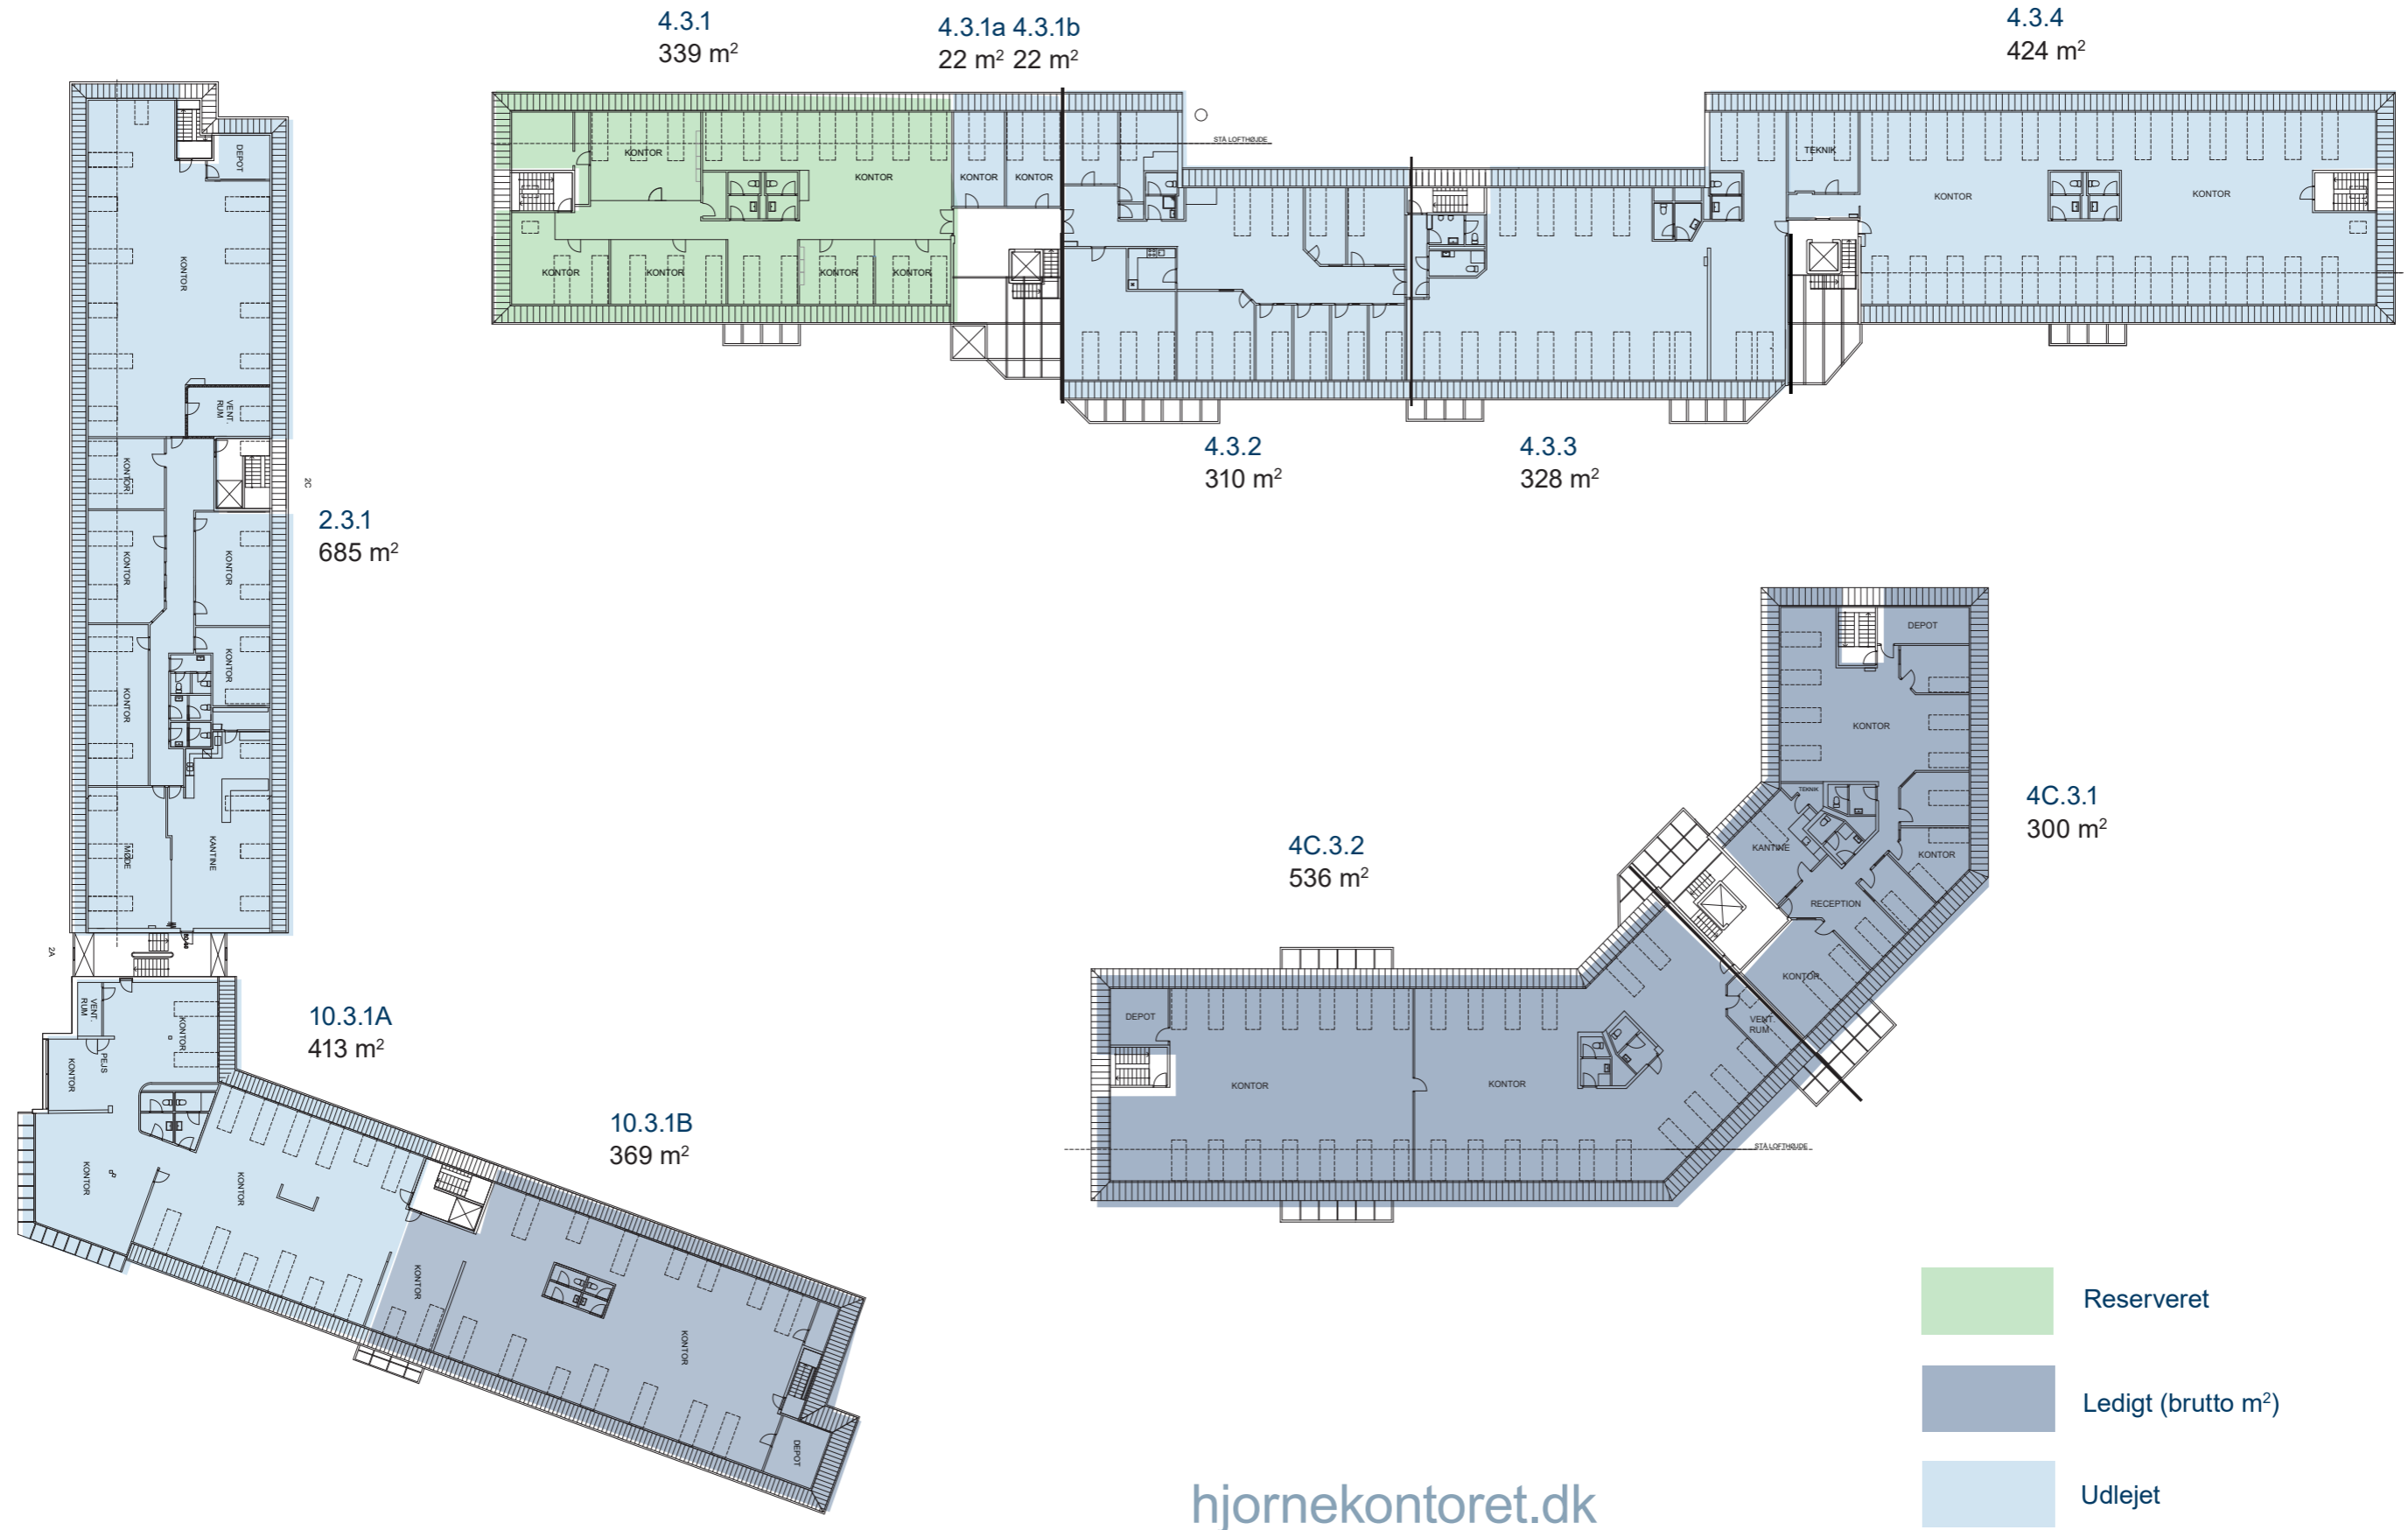 4.3.1
339 m²
4.3.1a 4.3.1b
22 m² 22 m²
4.3.4
424 m²
STÅ LOFTHØJDE
KONTOR
KONTOR
KONTOR
KONTOR
KONTOR
KONTOR
KONTOR
KONTOR
TEKNIK
KONTOR
KONTOR
4.3.2
310 m²
4.3.3
328 m²
DEPOT
KONTOR
VENT.
RUM
KONTOR
2C
2.3.1
685 m²
KONTOR
KONTOR
KONTOR
KONTOR
MØDE
KANTINE
2A
DEPOT
KONTOR
TEKNIK
KANTINE
KONTOR
RECEPTION
KONTOR
4C.3.1
300 m²
4C.3.2
536 m²
DEPOT
KONTOR
KONTOR
VENT.
RUM
STÅ LOFTHØJDE
VENT.
RUM
KONTOR
PEJS
KONTOR
KONTOR
KONTOR
10.3.1A
413 m²
10.3.1B
369 m²
KONTOR
KONTOR
DEPOT
Reserveret
Ledigt (brutto m²)
Udlejet
hjornekontoret.dk